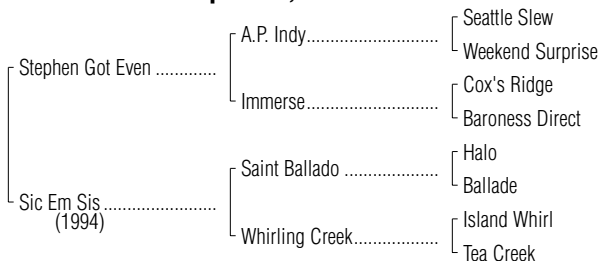 Seattle Slew
A.P. Indy
Weekend Surprise
Stephen Got Even
Cox's Ridge
Immerse
Baroness Direct
Halo
Saint Ballado
Ballade
Sic Em Sis
(1994)
Island Whirl
Whirling Creek
Tea Creek